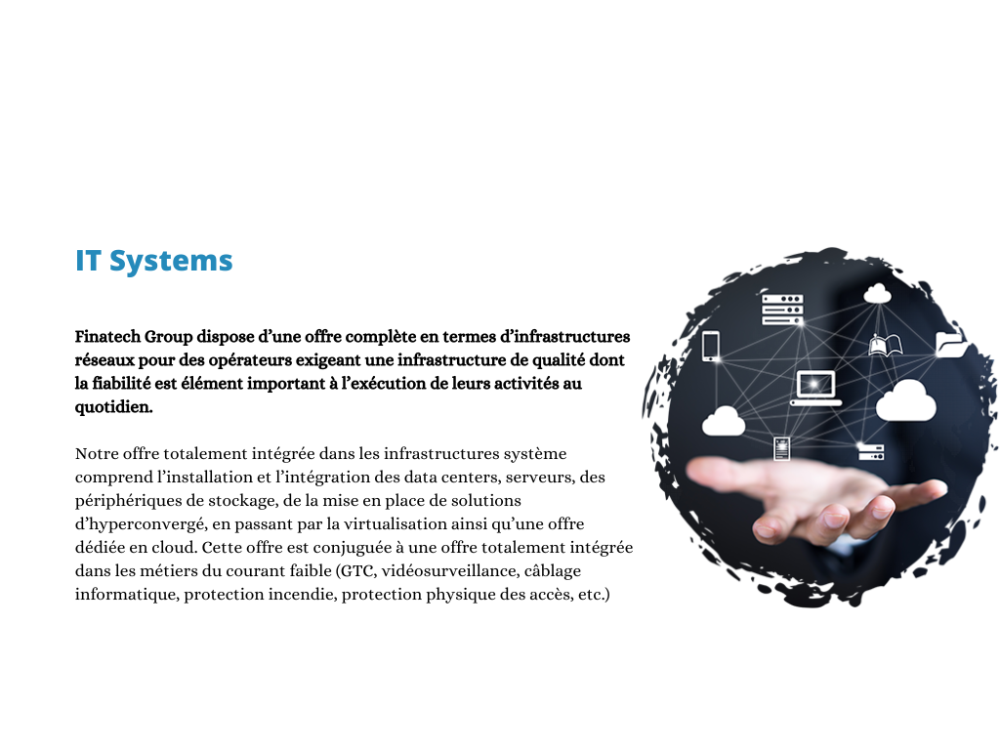 IT Systems
Finatech Group dispose d’une offre complète en termes d’infrastructures
réseaux pour des opérateurs exigeant une infrastructure de qualité dont
la fiabilité est élément important à l’exécution de leurs activités au
quotidien.
Notre offre totalement intégrée dans les infrastructures système
comprend l’installation et l’intégration des data centers, serveurs, des
périphériques de stockage, de la mise en place de solutions
d’hyperconvergé, en passant par la virtualisation ainsi qu’une offre
dédiée en cloud. Cette offre est conjuguée à une offre totalement intégrée
dans les métiers du courant faible (GTC, vidéosurveillance, câblage
informatique, protection incendie, protection physique des accès, etc.)